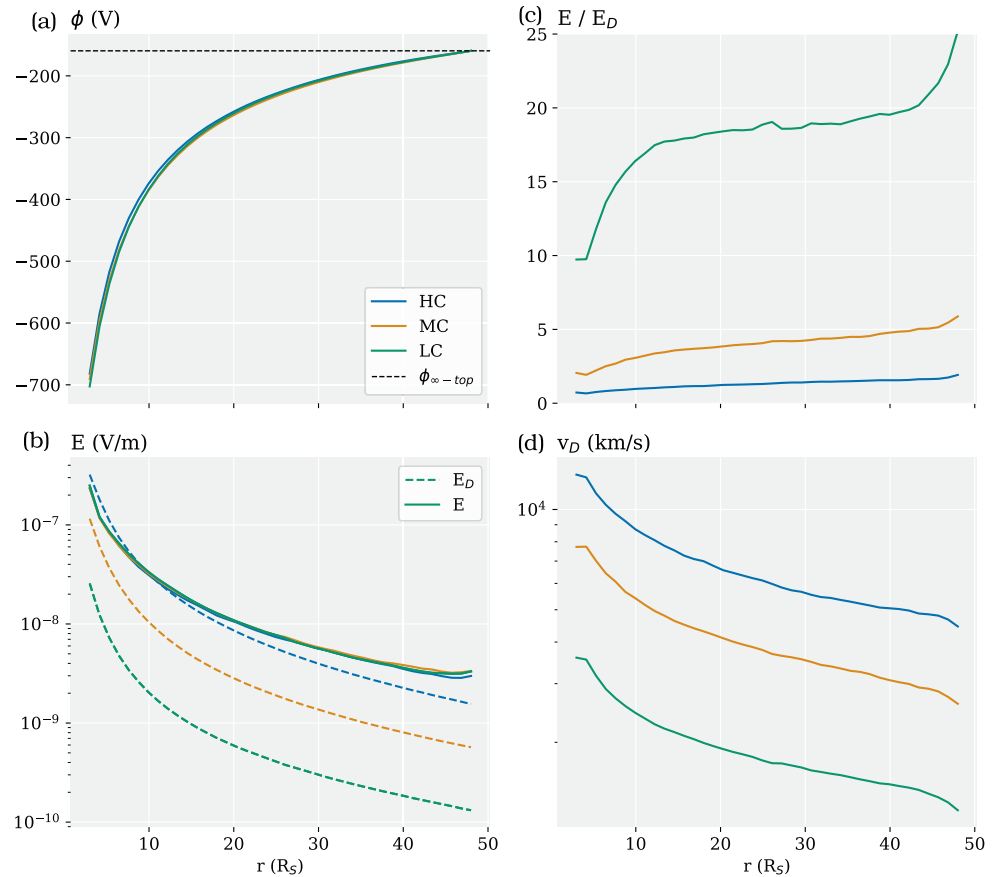 (a) ϕ (V)
−200
−300
−400
−500
−600
−700
HC
MC
LC
ϕ∞−top
(c) E / E_D
25
20
15
10
5
0
(b) E (V/m)
10⁻⁷
10⁻⁸
10⁻⁹
10⁻¹⁰
E_D
E
10 20 30 40 50
r (R_S)
(d) v_D (km/s)
10⁴
10 20 30 40 50
r (R_S)